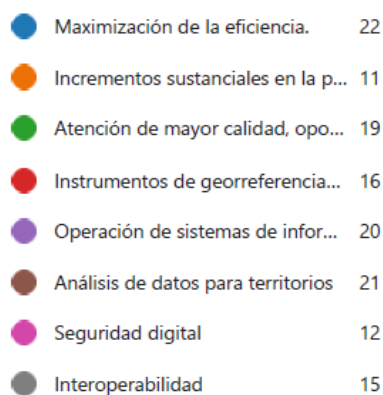 Maximización de la eficiencia. 22
Incrementos sustanciales en la p... 11
Atención de mayor calidad, opo... 19
Instrumentos de georreferencia... 16
Operación de sistemas de infor... 20
Análisis de datos para territorios 21
Seguridad digital 12
Interoperabilidad 15